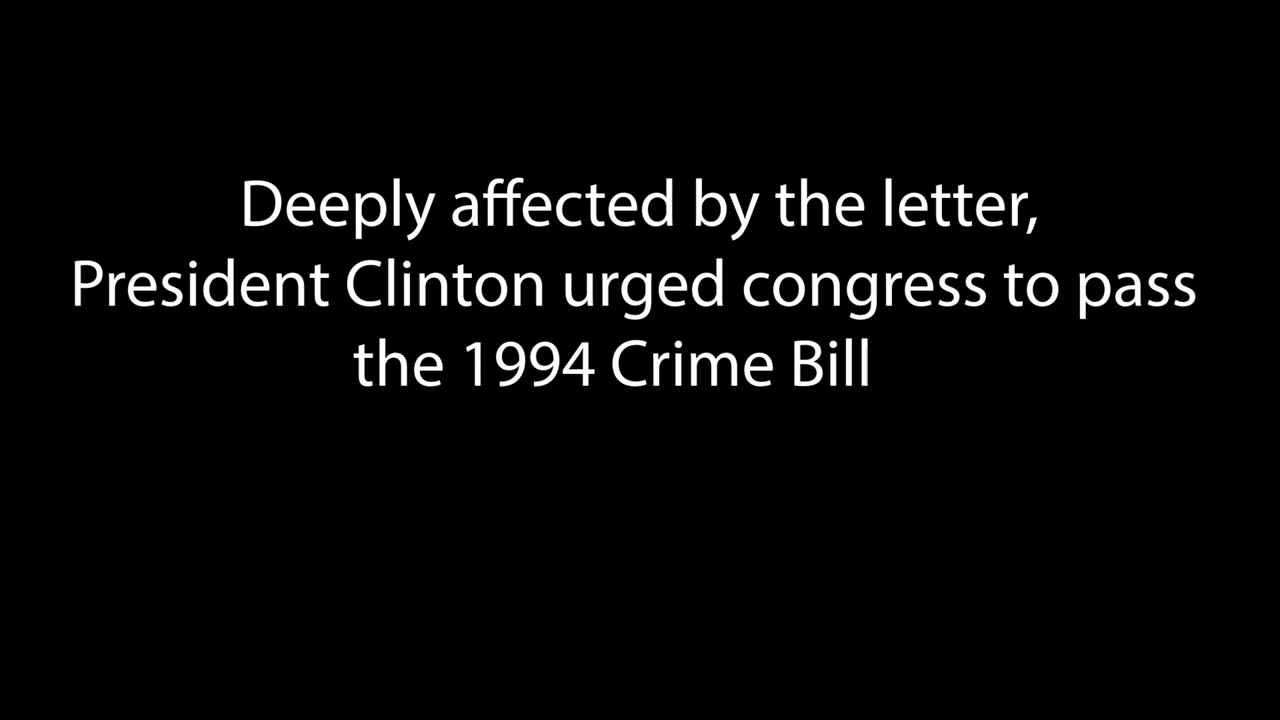 Deeply affected by the letter,
President Clinton urged congress to pass
the 1994 Crime Bill